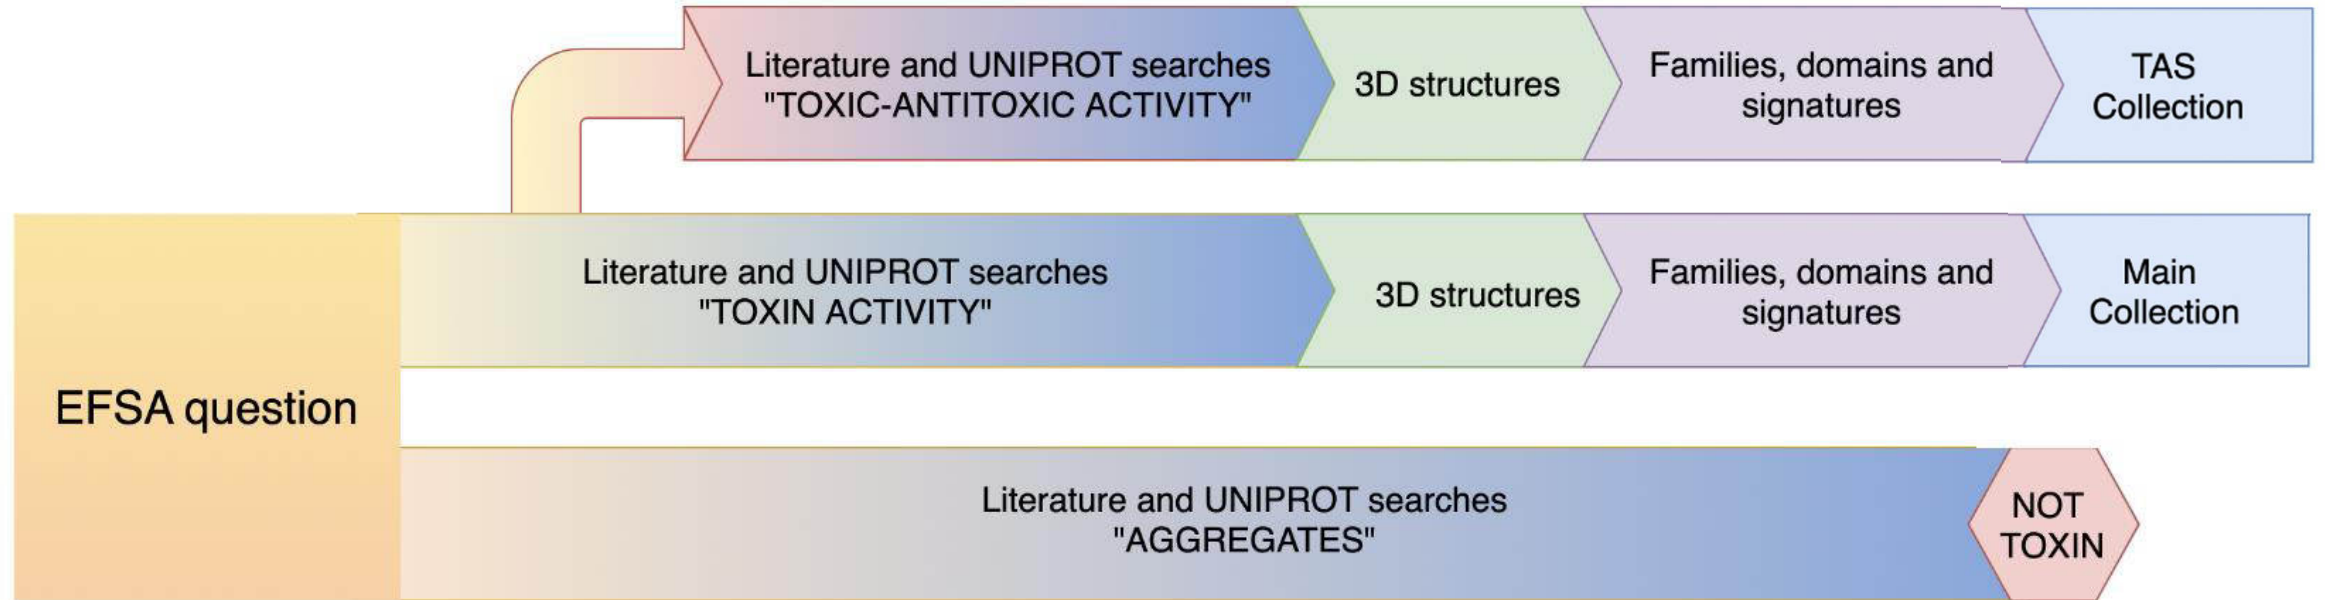 Literature and UNIPROT searches
"TOXIC-ANTITOXIC ACTIVITY"
3D structures
Families, domains and
signatures
TAS
Collection
EFSA question
Literature and UNIPROT searches
"TOXIN ACTIVITY"
3D structures
Families, domains and
signatures
Main
Collection
Literature and UNIPROT searches
"AGGREGATES"
NOT
TOXIN